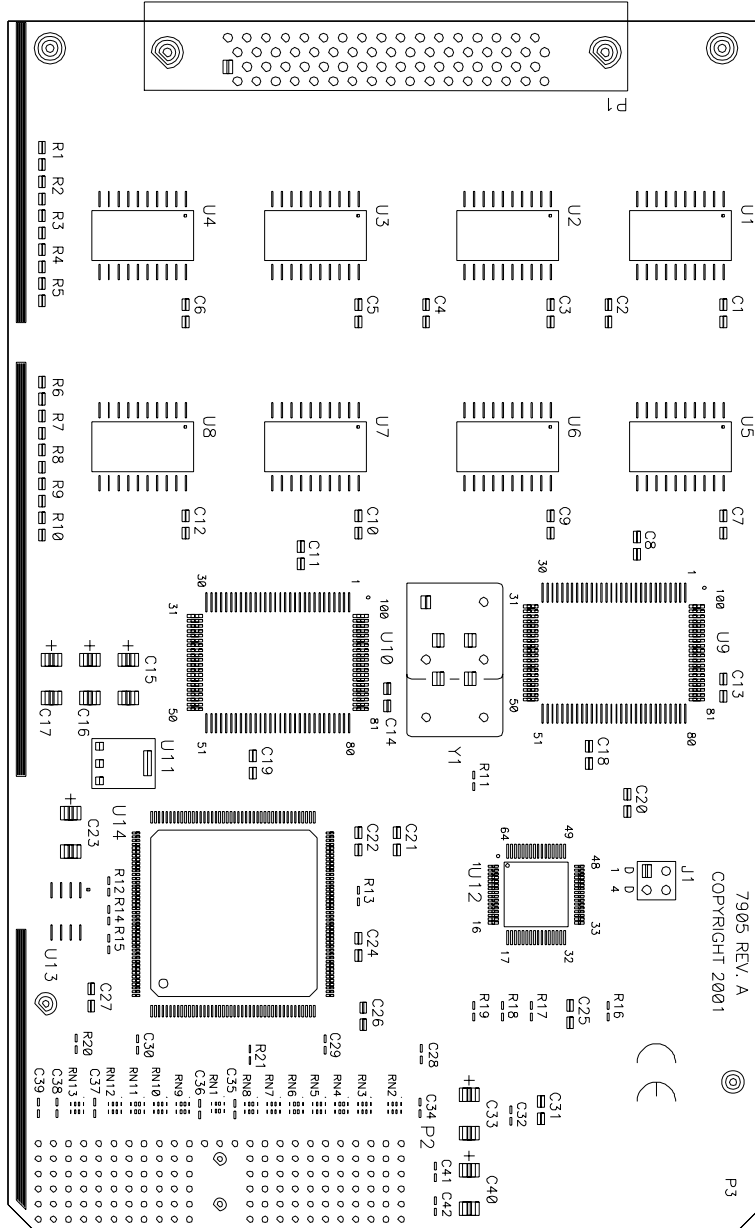 P1
R1
R2
R3
R4
R5
U4
U3
U2
U1
C6
C5
C4
C3
C2
C1
R6
R7
R8
R9
R10
U8
U7
U6
U5
C12
C10
C9
C7
C11
C8
30
1
100
31
50
51
80
81
U10
C14
30
1
100
31
50
51
80
81
U9
C13
C15
C16
C17
U11
C19
Y1
R11
C18
C20
C23
U14
C22
C21
R12
R14
R15
R13
C24
U13
C27
C26
64
49
48
33
32
17
16
1
U12
J1
1 D
4 D
7905 REV. A
COPYRIGHT 2001
R19
R18
R17
C25
R16
R20
C30
R21
C29
C28
C39
C38
RN13
C37
RN12
RN11
RN10
RN9
C36
RN1
C35
RN8
RN7
RN6
RN5
RN4
RN3
RN2
C34
P2
C33
C32
C31
C41
C42
C40
P3